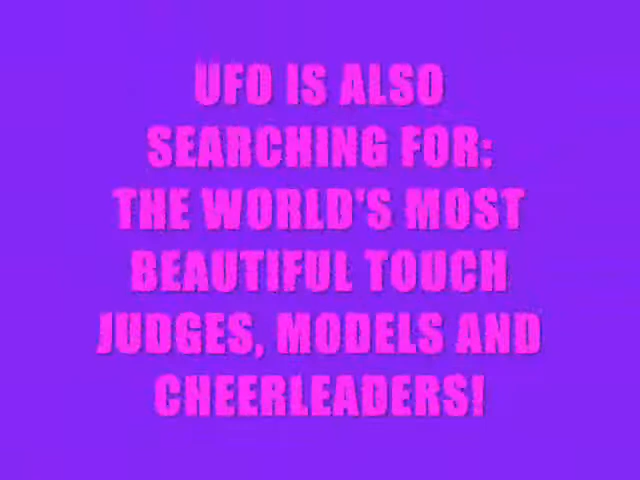 UFO IS ALSO
SEARCHING FOR:
THE WORLD'S MOST
BEAUTIFUL TOUCH
JUDGES, MODELS AND
CHEERLEADERS!